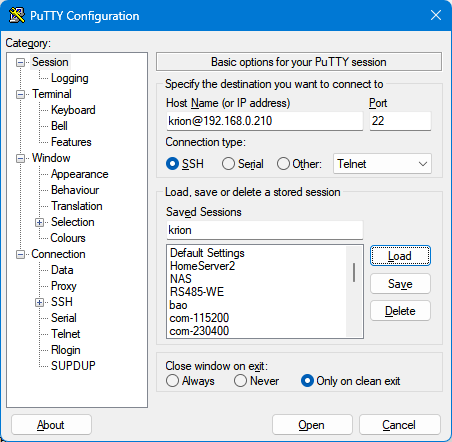 PuTTY Configuration
Category:
Session
Logging
Terminal
Keyboard
Bell
Features
Window
Appearance
Behaviour
Translation
Selection
Colours
Connection
Data
Proxy
SSH
Serial
Telnet
Rlogin
SUPDUP
Basic options for your PuTTY session
Specify the destination you want to connect to
Host Name (or IP address) Port
krion@192.168.0.210 22
Connection type:
SSH Serial Other: Telnet
Load, save or delete a stored session
Saved Sessions
krion
Default Settings
HomeServer2
NAS
RS485-WE
bao
com-115200
com-230400
Load
Save
Delete
Close window on exit:
Always Never Only on clean exit
About Open Cancel